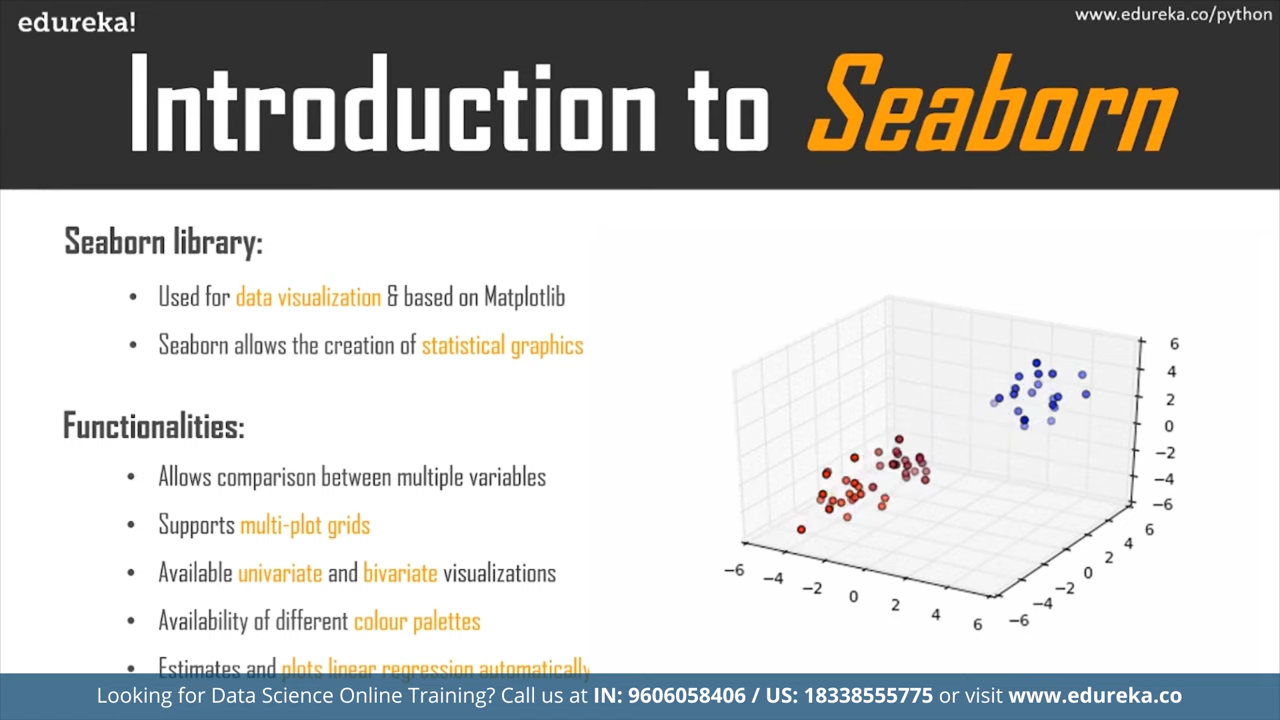 edureka!
www.edureka.co/python
Introduction to Seaborn
Seaborn library:
• Used for data visualization & based on Matplotlib
• Seaborn allows the creation of statistical graphics
Functionalities:
• Allows comparison between multiple variables
• Supports multi-plot grids
• Available univariate and bivariate visualizations
• Availability of different colour palettes
• Estimates and plots linear regression automatically
6
4
2
0
−2
−4
−6
6
4
2
0
−2
−4
−6
−6 −4 −2 0 2 4 6
Looking for Data Science Online Training? Call us at IN: 9606058406 / US: 18338555775 or visit www.edureka.co